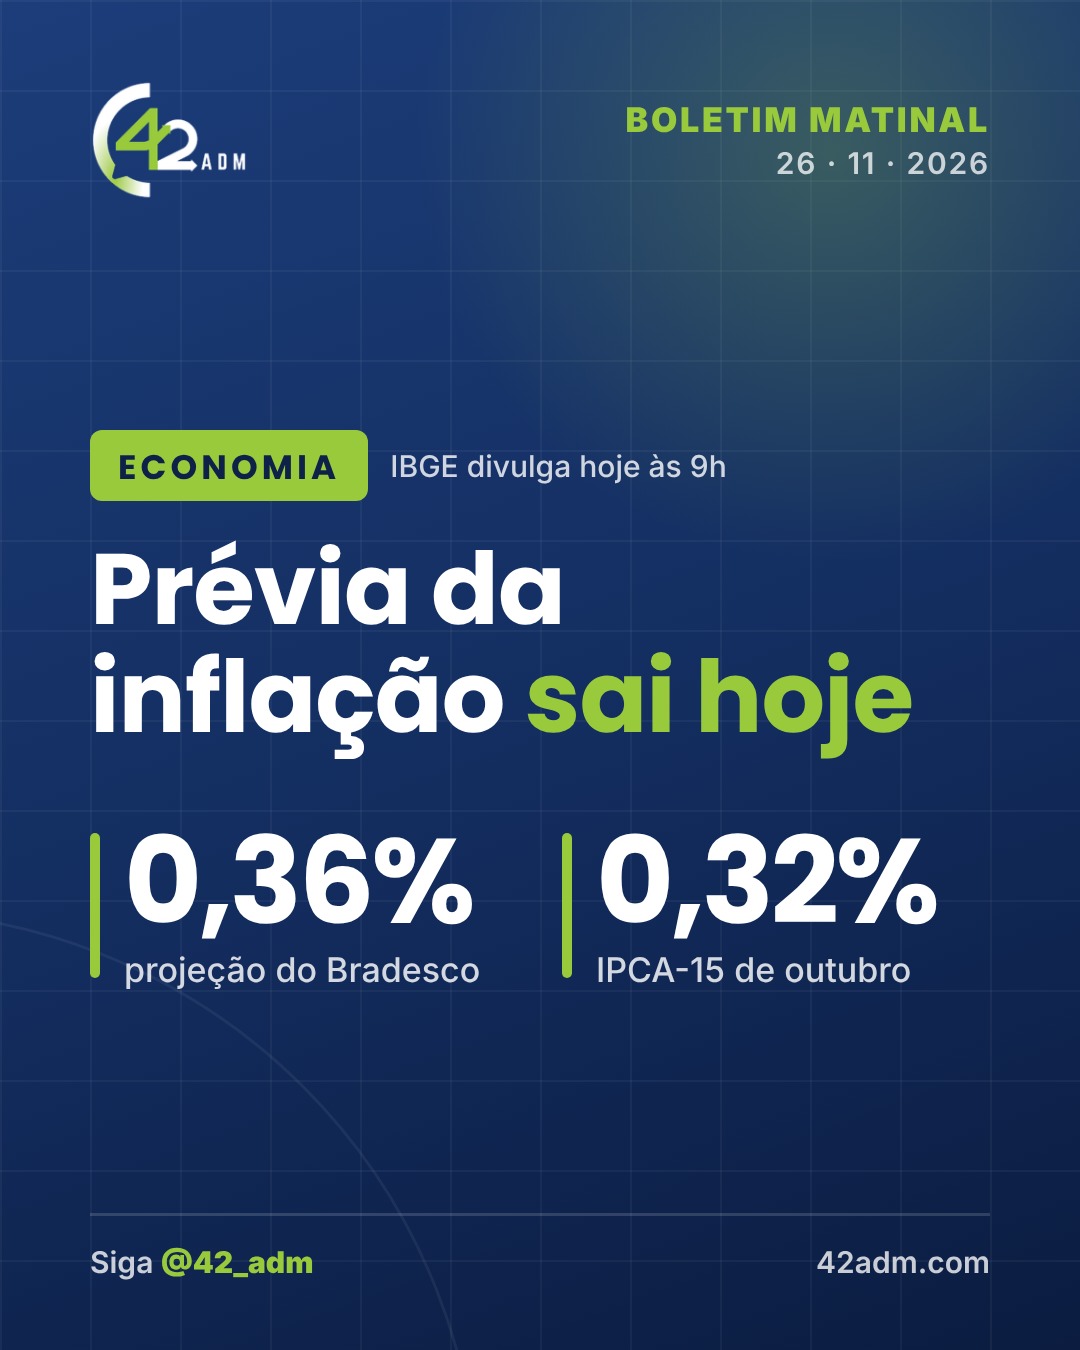 42 ADM
BOLETIM MATINAL
26 · 11 · 2026
ECONOMIA
IBGE divulga hoje às 9h
Prévia da
inflação sai hoje
0,36%
projeção do Bradesco
0,32%
IPCA-15 de outubro
Siga @42_adm
42adm.com